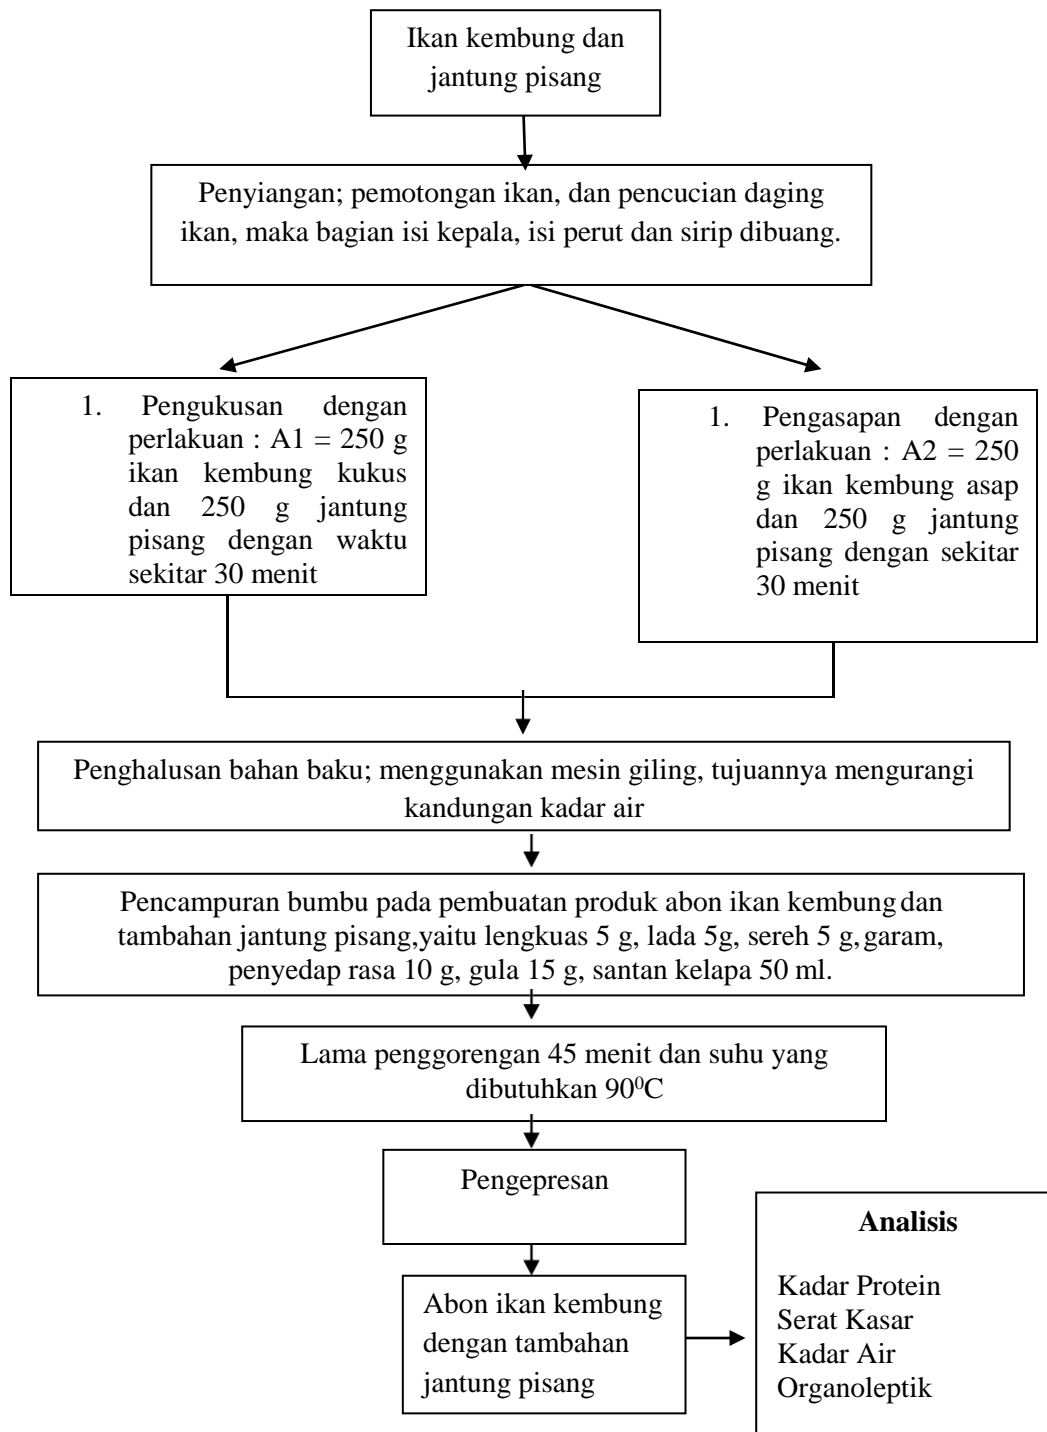 Ikan kembung dan
jantung pisang
Penyiangan; pemotongan ikan, dan pencucian daging
ikan, maka bagian isi kepala, isi perut dan sirip dibuang.
1. Pengukusan dengan
perlakuan : A1 = 250 g
ikan kembung kukus
dan 250 g jantung
pisang dengan waktu
sekitar 30 menit
1. Pengasapan dengan
perlakuan : A2 = 250
g ikan kembung asap
dan 250 g jantung
pisang dengan sekitar
30 menit
Penghalusan bahan baku; menggunakan mesin giling, tujuannya mengurangi
kandungan kadar air
Pencampuran bumbu pada pembuatan produk abon ikan kembung dan
tambahan jantung pisang,yaitu lengkuas 5 g, lada 5g, sereh 5 g, garam,
penyedap rasa 10 g, gula 15 g, santan kelapa 50 ml.
Lama penggorengan 45 menit dan suhu yang
dibutuhkan 90⁰C
Pengepresan
Abon ikan kembung
dengan tambahan
jantung pisang
Analisis
Kadar Protein
Serat Kasar
Kadar Air
Organoleptik